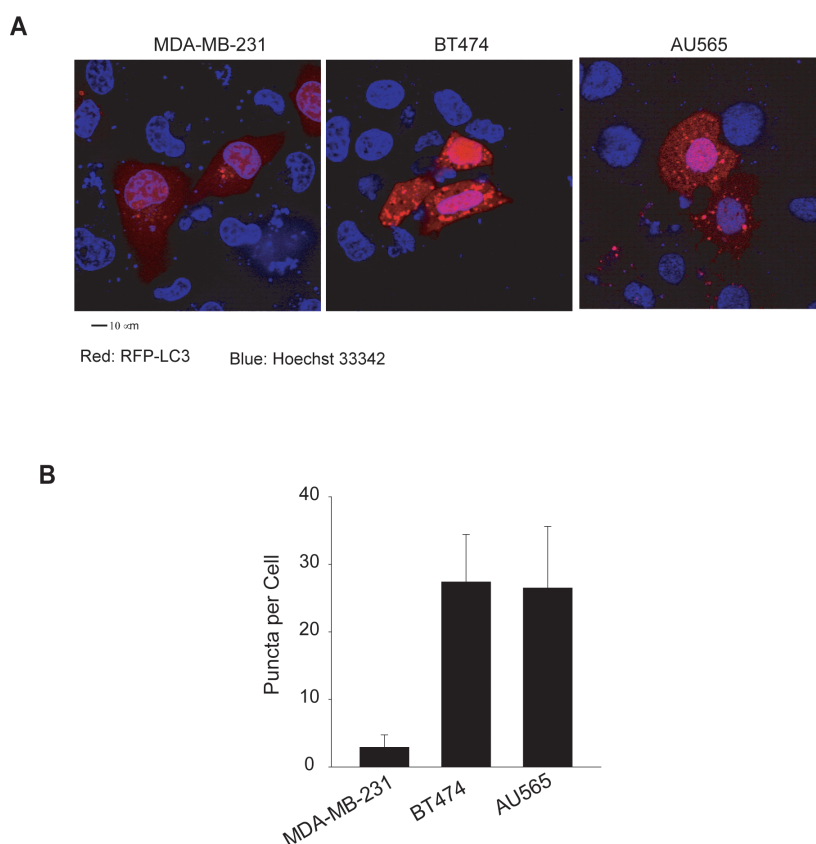 A
MDA-MB-231 BT474 AU565
10 ∝m
Red: RFP-LC3 Blue: Hoechst 33342
B
40
30
20
10
0
Puncta per Cell
MDA-MB-231 BT474 AU565